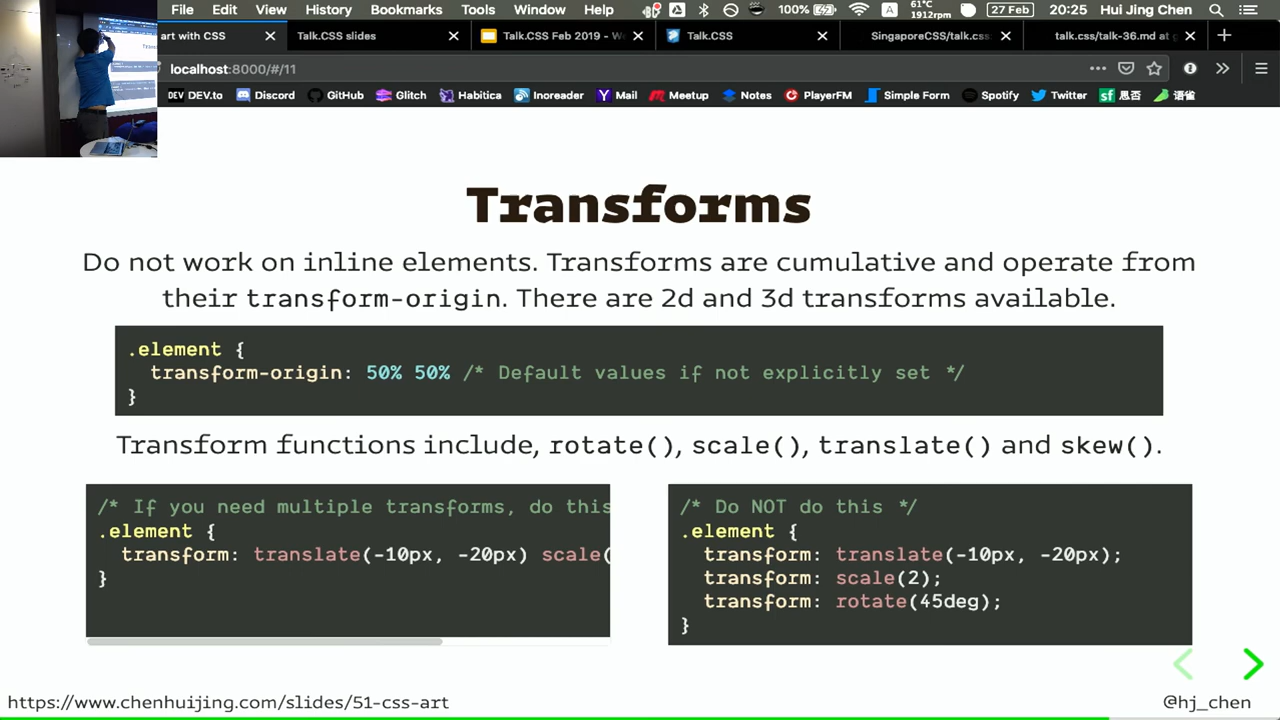 File Edit View History Bookmarks Tools Window Help 100% A 61°C 1912rpm 27 Feb 20:25 Hui Jing Chen
art with CSS Talk.CSS slides Talk.CSS Feb 2019 - We Talk.CSS SingaporeCSS/talk.css: talk.css/talk-36.md at
localhost:8000/#/11
DEV.to Discord GitHub Glitch Habitica Inoreader Mail Meetup Notes PlayerFM Simple Form Spotify Twitter sf 思否 语雀
Transforms
Do not work on inline elements. Transforms are cumulative and operate from
their transform-origin. There are 2d and 3d transforms available.
.element {
transform-origin: 50% 50% /* Default values if not explicitly set */
}
Transform functions include, rotate(), scale(), translate() and skew().
/* If you need multiple transforms, do this
.element {
transform: translate(-10px, -20px) scale(
}
/* Do NOT do this */
.element {
transform: translate(-10px, -20px);
transform: scale(2);
transform: rotate(45deg);
}
https://www.chenhuijing.com/slides/51-css-art
@hj_chen